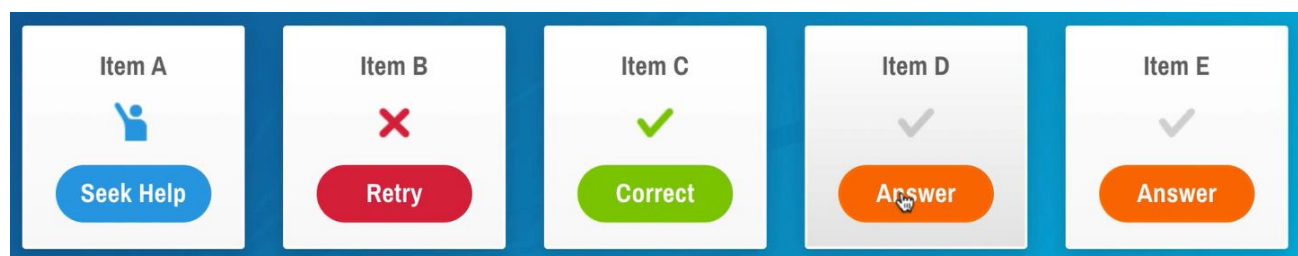 Item A
Item B
Item C
Item D
Item E
Seek Help
Retry
Correct
Answer
Answer